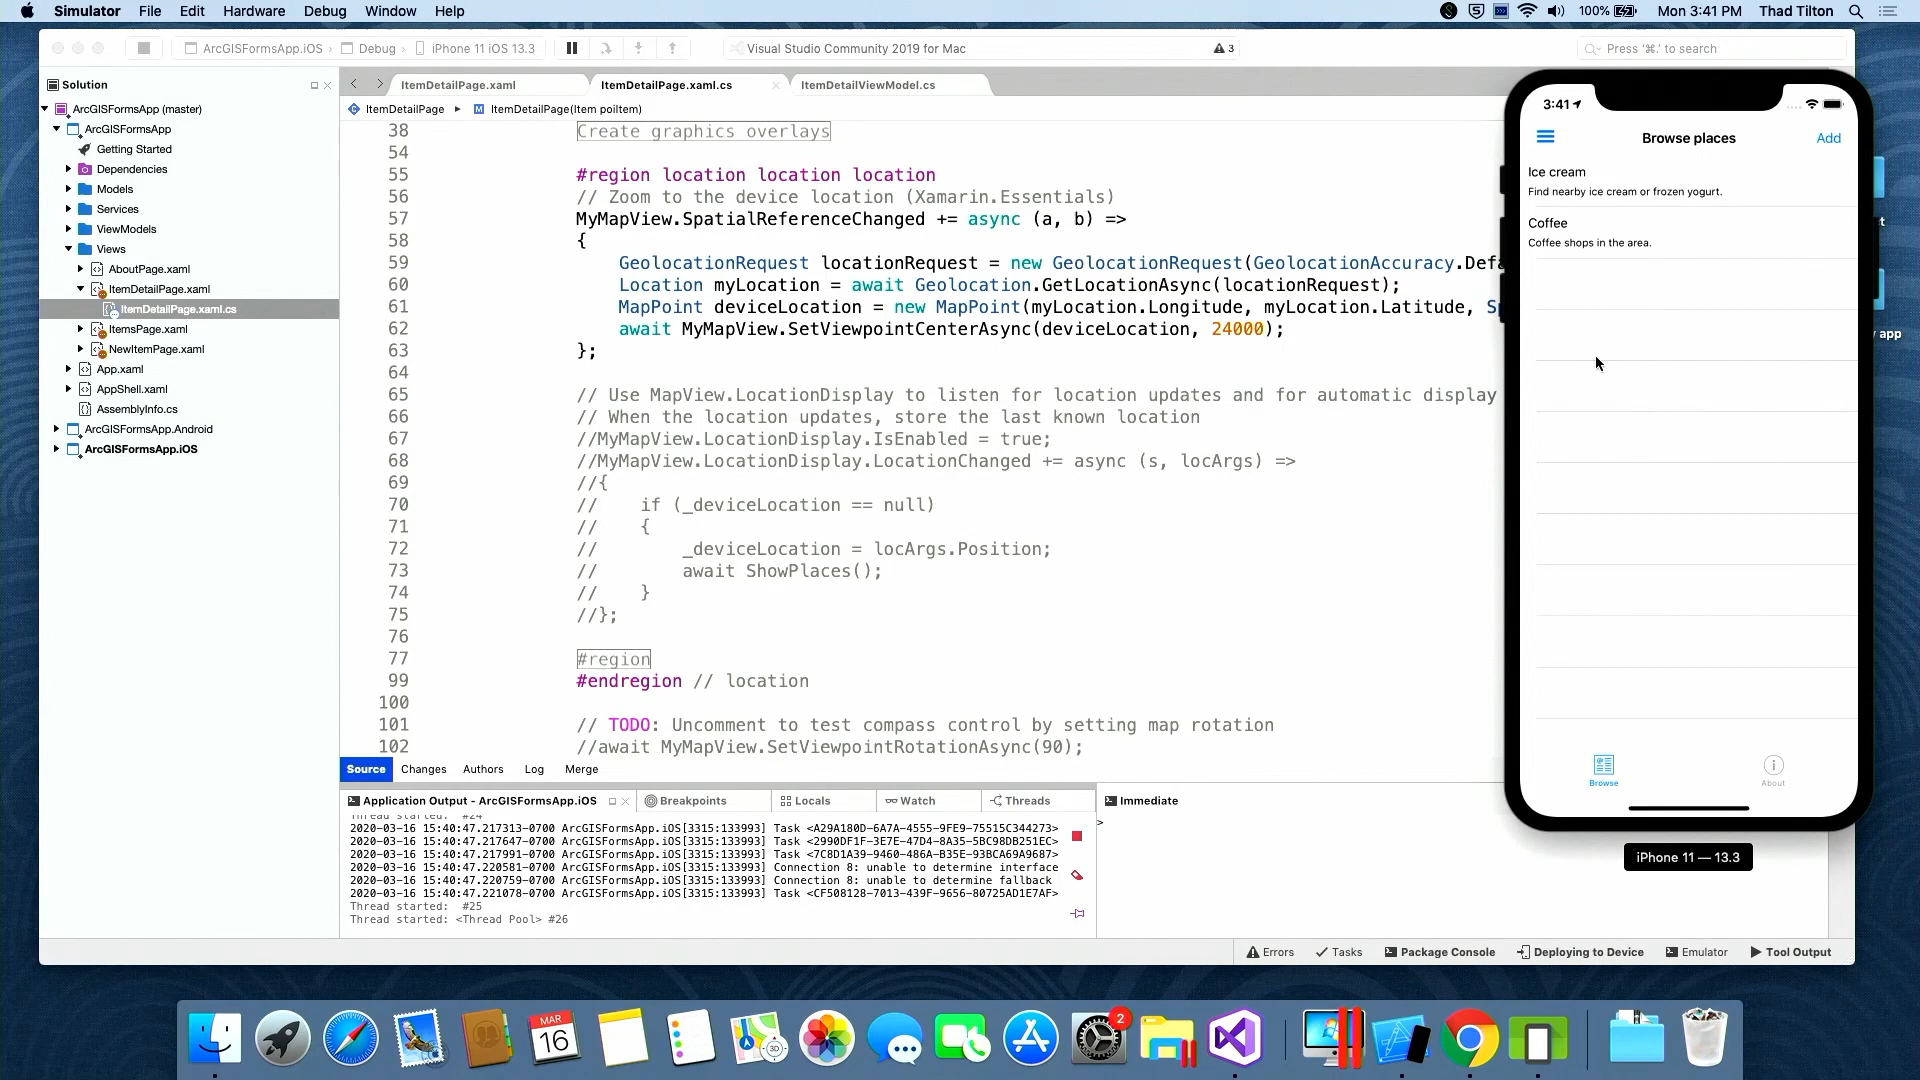 Simulator File Edit Hardware Debug Window Help
100% Mon 3:41 PM Thad Tilton
ArcGISFormsApp.iOS › Debug › iPhone 11 iOS 13.3
Visual Studio Community 2019 for Mac
3
Press '⌘.' to search
Solution
ArcGISFormsApp (master)
ArcGISFormsApp
Getting Started
Dependencies
Models
Services
ViewModels
Views
AboutPage.xaml
ItemDetailPage.xaml
ItemDetailPage.xaml.cs
ItemsPage.xaml
NewItemPage.xaml
App.xaml
AppShell.xaml
AssemblyInfo.cs
ArcGISFormsApp.Android
ArcGISFormsApp.iOS
ItemDetailPage.xaml
ItemDetailPage.xaml.cs
ItemDetailViewModel.cs
ItemDetailPage ▸ M ItemDetailPage(Item poiItem)
38 Create graphics overlays
54
55 #region location location location
56 // Zoom to the device location (Xamarin.Essentials)
57 MyMapView.SpatialReferenceChanged += async (a, b) =>
58 {
59 GeolocationRequest locationRequest = new GeolocationRequest(GeolocationAccuracy.Defa
60 Location myLocation = await Geolocation.GetLocationAsync(locationRequest);
61 MapPoint deviceLocation = new MapPoint(myLocation.Longitude, myLocation.Latitude, Sp
62 await MyMapView.SetViewpointCenterAsync(deviceLocation, 24000);
63 };
64
65 // Use MapView.LocationDisplay to listen for location updates and for automatic display
66 // When the location updates, store the last known location
67 //MyMapView.LocationDisplay.IsEnabled = true;
68 //MyMapView.LocationDisplay.LocationChanged += async (s, locArgs) =>
69 //{
70 // if (_deviceLocation == null)
71 // {
72 // _deviceLocation = locArgs.Position;
73 // await ShowPlaces();
74 // }
75 //};
76
77 #region
99 #endregion // location
100
101 // TODO: Uncomment to test compass control by setting map rotation
102 //await MyMapView.SetViewpointRotationAsync(90);
Source Changes Authors Log Merge
Application Output - ArcGISFormsApp.iOS
Breakpoints
Locals
Watch
Threads
Immediate
Thread started: #24
2020-03-16 15:40:47.217313-0700 ArcGISFormsApp.iOS[3315:133993] Task <A29A180D-6A7A-4555-9FE9-75515C344273>
2020-03-16 15:40:47.217647-0700 ArcGISFormsApp.iOS[3315:133993] Task <2990DF1F-3E7E-47D4-8A35-5BC98DB251EC>
2020-03-16 15:40:47.217991-0700 ArcGISFormsApp.iOS[3315:133993] Task <7C8D1A39-9460-486A-B35E-93BCA69A9687>
2020-03-16 15:40:47.220581-0700 ArcGISFormsApp.iOS[3315:133993] Connection 8: unable to determine interface
2020-03-16 15:40:47.220759-0700 ArcGISFormsApp.iOS[3315:133993] Connection 8: unable to determine fallback
2020-03-16 15:40:47.221078-0700 ArcGISFormsApp.iOS[3315:133993] Task <CF508128-7013-439F-9656-80725AD1E7AF>
Thread started: #25
Thread started: <Thread Pool> #26
>
Errors Tasks Package Console Deploying to Device Emulator Tool Output
3:41
Browse places
Add
Ice cream
Find nearby ice cream or frozen yogurt.
Coffee
Coffee shops in the area.
Browse
About
iPhone 11 — 13.3
t
y app
MAR
16
3D
2